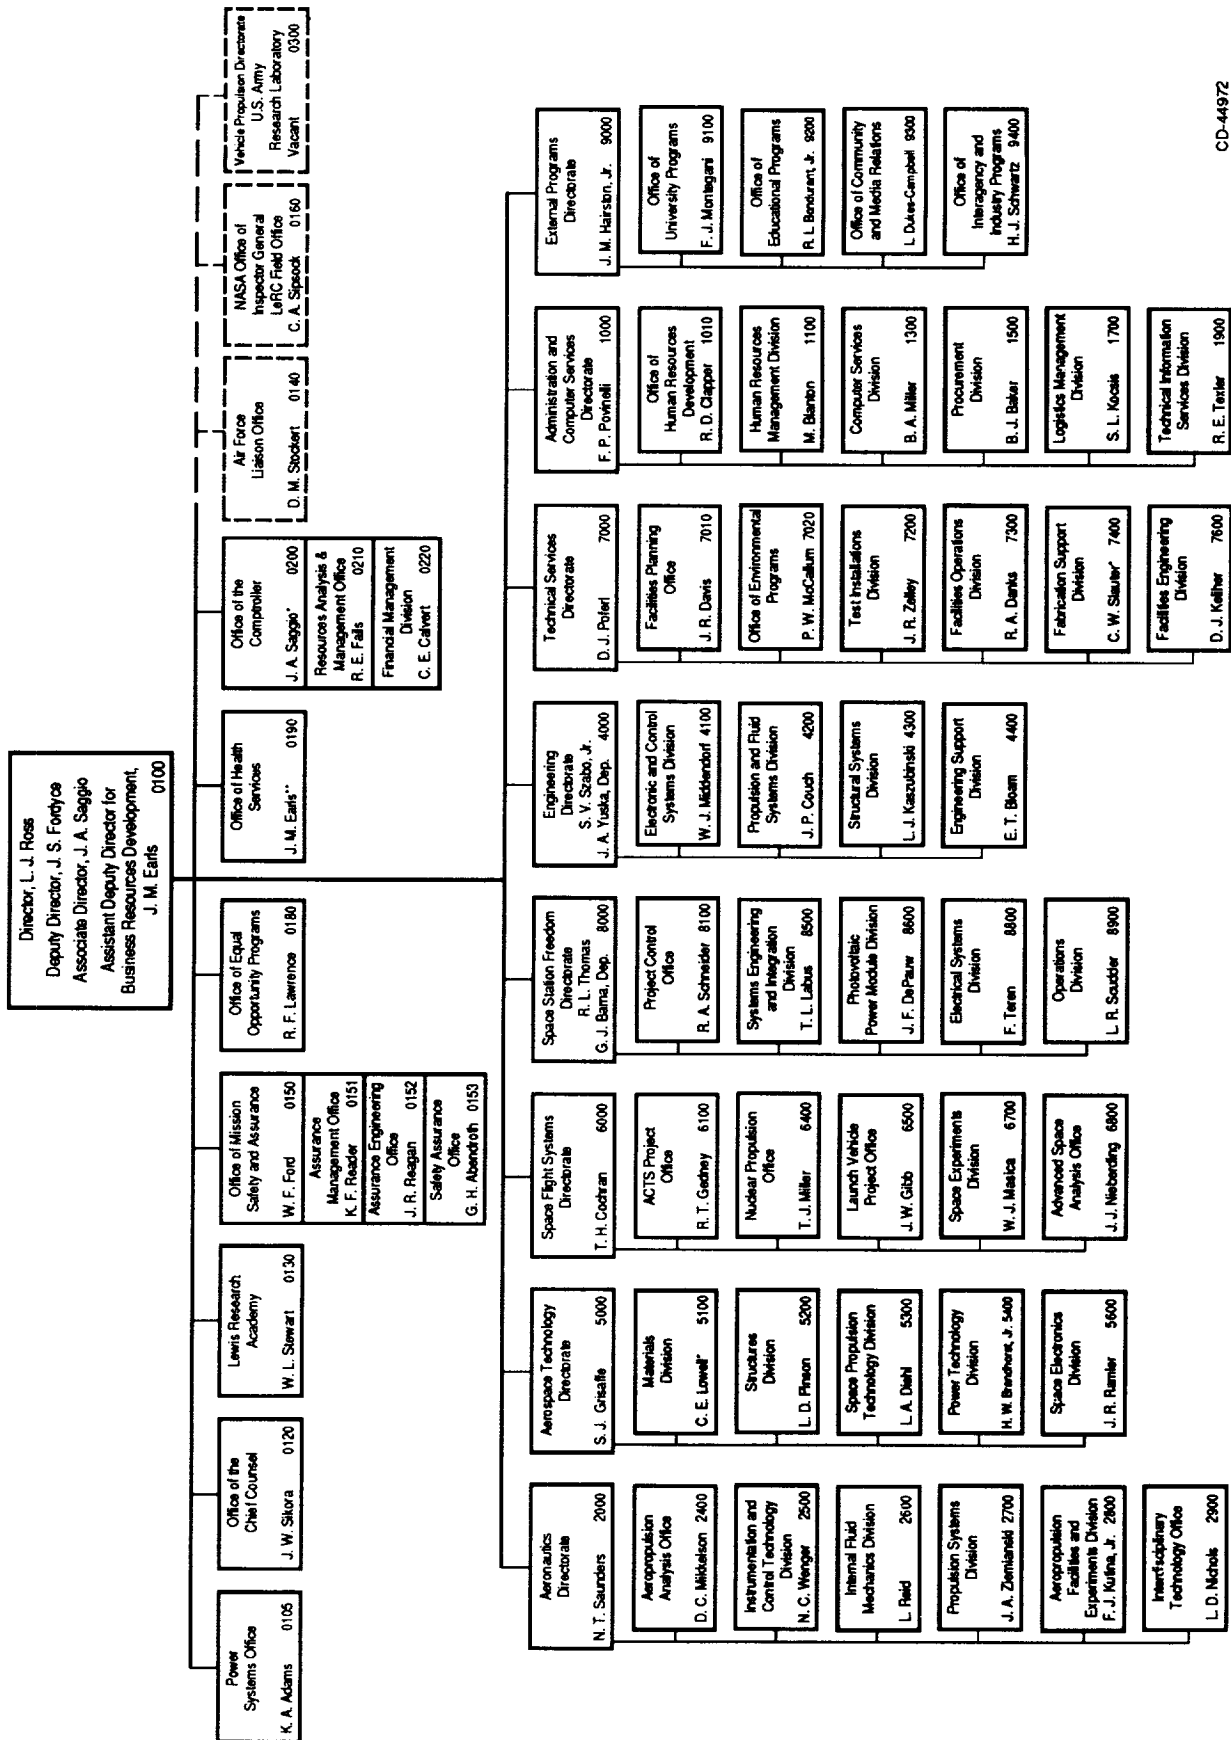 Director, L. J. Ross
Deputy Director, J. S. Fordyce
Associate Director, J. A. Saggio
Assistant Deputy Director for
Business Resources Development,
J. M. Earls 0100
Power
Systems Office
K. A. Adams 0105
Office of the
Chief Counsel
J. W. Sikora 0120
Lewis Research
Academy
W. L. Stewart 0130
Office of Mission
Safety and Assurance
W. F. Ford 0150
Assurance
Management Office
K. F. Reader 0151
Assurance Engineering
Office
J. R. Reagan 0152
Safety Assurance
Office
G. H. Abendroth 0153
Office of Equal
Opportunity Programs
R. F. Lawrence 0180
Office of Health
Services
J. M. Earls** 0190
Office of the
Comptroller
J. A. Saggio* 0200
Resources Analysis &
Management Office
R. E. Fails 0210
Financial Management
Division
C. E. Calvert 0220
Air Force
Liaison Office
D. M. Stockert 0140
NASA Office of
Inspector General
LeRC Field Office
C. A. Sipsock 0160
Vehicle Propulsion Directorate
U.S. Army
Research Laboratory
Vacant 0300
Aeronautics
Directorate
N. T. Saunders 2000
Aeropropulsion
Analysis Office
D. C. Mikkelson 2400
Instrumentation and
Control Technology
Division
N. C. Wenger 2500
Internal Fluid
Mechanics Division
L. Reid 2600
Propulsion Systems
Division
J. A. Ziemianski 2700
Aeropropulsion
Facilities and
Experiments Division
F. J. Kutina, Jr. 2800
Interdisciplinary
Technology Office
L. D. Nichols 2900
Aerospace Technology
Directorate
S. J. Grisaffe 5000
Materials
Division
C. E. Lowell* 5100
Structures
Division
L. D. Pinson 5200
Space Propulsion
Technology Division
L. A. Diehl 5300
Power Technology
Division
H. W. Brandhorst, Jr. 5400
Space Electronics
Division
J. R. Ramler 5600
Space Flight Systems
Directorate
T. H. Cochran 6000
ACTS Project
Office
R. T. Gedney 6100
Nuclear Propulsion
Office
T. J. Miller 6400
Launch Vehicle
Project Office
J. W. Gibb 6500
Space Experiments
Division
W. J. Masica 6700
Advanced Space
Analysis Office
J. J. Nieberding 6800
Space Station Freedom
Directorate
R. L. Thomas
G. J. Barna, Dep. 8000
Project Control
Office
R. A. Schneider 8100
Systems Engineering
and Integration
Division
T. L. Labus 8500
Photovoltaic
Power Module Division
J. F. DePauw 8600
Electrical Systems
Division
F. Teren 8800
Operations
Division
L. R. Scudder 8900
Engineering
Directorate
S. V. Szabo, Jr.
J. A. Yuska, Dep. 4000
Electronic and Control
Systems Division
W. J. Middendorf 4100
Propulsion and Fluid
Systems Division
J. P. Couch 4200
Structural Systems
Division
L. J. Kaszubinski 4300
Engineering Support
Division
E. T. Bloam 4400
Technical Services
Directorate
D. J. Poferl 7000
Facilities Planning
Office
J. R. Davis 7010
Office of Environmental
Programs
P. W. McCallum 7020
Test Installations
Division
J. R. Zelley 7200
Facilities Operations
Division
R. A. Danks 7300
Fabrication Support
Division
C. W. Slauter* 7400
Facilities Engineering
Division
D. J. Keliher 7600
Administration and
Computer Services
Directorate
F. P. Povinelli 1000
Office of
Human Resources
Development
R. D. Clapper 1010
Human Resources
Management Division
M. Blanton 1100
Computer Services
Division
B. A. Miller 1300
Procurement
Division
B. J. Baker 1500
Logistics Management
Division
S. L. Kocsis 1700
Technical Information
Services Division
R. E. Texler 1900
External Programs
Directorate
J. M. Hairston, Jr. 9000
Office of
University Programs
F. J. Montegani 9100
Office of
Educational Programs
R. L. Bondurant, Jr. 9200
Office of Community
and Media Relations
L. Dukes-Campbell 9300
Office of
Interagency and
Industry Programs
H. J. Schwartz 9400
CD-44972